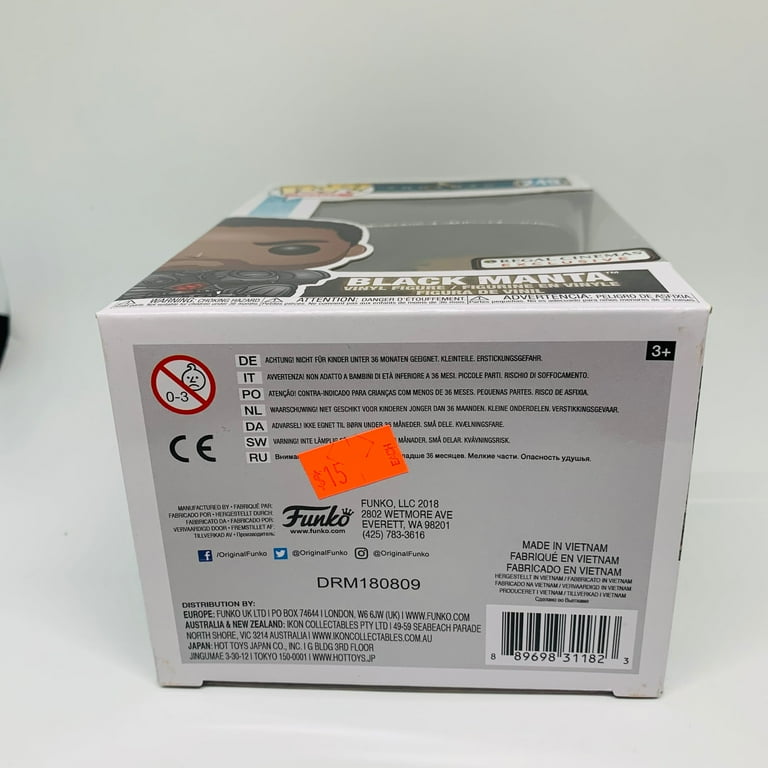 REGAL CINEMAS
EXCLUSIVE
BLACK MANTA™
VINYL FIGURE / FIGURINE EN VINYLE
FIGURA DE VINIL
WARNING: CHOKING HAZARD
ATTENTION: DANGER D'ÉTOUFFEMENT
ADVERTENCIA: PELIGRO DE ASFIXIA
3+
0-3
DE ACHTUNG! NICHT FÜR KINDER UNTER 36 MONATEN GEEIGNET. KLEINTEILE. ERSTICKUNGSGEFAHR.
IT AVVERTENZA! NON ADATTO A BAMBINI DI ETÀ INFERIORE A 36 MESI. PICCOLE PARTI. RISCHIO DI SOFFOCAMENTO.
PO ATENÇÃO! CONTRA-INDICADO PARA CRIANÇAS COM MENOS DE 36 MESES. PEQUENAS PARTES. RISCO DE ASFIXIA.
NL WAARSCHUWING! NIET GESCHIKT VOOR KINDEREN JONGER DAN 36 MAANDEN. KLEINE ONDERDELEN. VERSTIKKINGSGEVAAR.
DA ADVARSEL! IKKE EGNET TIL BØRN UNDER 36 MÅNEDER. SMÅ DELE. KVÆLNINGSFARE.
SW VARNING! INTE LÄMPLIG MÅNADER. SMÅ DELAR. KVÄVNINGSRISK.
RU Внима младше 36 месяцев. Мелкие части. Опасность удушья.
CE
$15
MANUFACTURED BY • FABRIQUÉ PAR:
FABRICADO POR • HERGESTELLT DURCH:
FABBRICATO DA • FABRICADO POR:
VERVAARDIGD DOOR • FREMSTILLET AF:
TILLVERKAD AV • Производитель:
Funko
www.funko.com
FUNKO, LLC 2018
2802 WETMORE AVE
EVERETT, WA 98201
(425) 783-3616
/OriginalFunko @OriginalFunko @OriginalFunko
DRM180809
MADE IN VIETNAM
FABRIQUÉ EN VIETNAM
FABRICADO EN VIETNAM
HERGESTELLT IN VIETNAM / FABBRICATO IN VIETNAM
FABRICADO NA VIETNAM / VERVAARDIGD IN VIETNAM
PRODUCERET I VIETNAM / TILLVERKAD I VIETNAM
Сделано во Вьетнаме
DISTRIBUTION BY:
EUROPE: FUNKO UK LTD I PO BOX 74644 I LONDON, W6 6JW (UK) I WWW.FUNKO.COM
AUSTRALIA & NEW ZEALAND: IKON COLLECTABLES PTY LTD I 49-59 SEABEACH PARADE
NORTH SHORE, VIC 3214 AUSTRALIA I WWW.IKONCOLLECTABLES.COM.AU
JAPAN: HOT TOYS JAPAN CO., INC. I G BLDG 3RD FLOOR
JINGUMAE 3-30-12 I TOKYO 150-0001 I WWW.HOTTOYS.JP
8 89698 31182 3